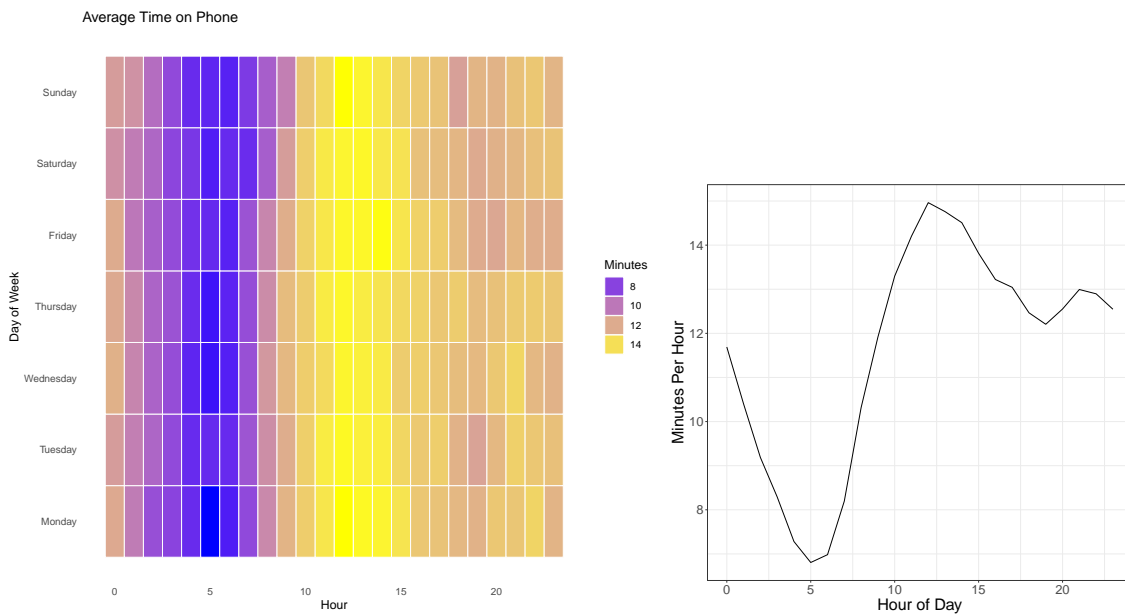 Average Time on Phone
Day of Week
Sunday
Saturday
Friday
Thursday
Wednesday
Tuesday
Monday
0 5 10 15 20
Hour
Minutes
8
10
12
14
Minutes Per Hour
14
12
10
8
0 5 10 15 20
Hour of Day